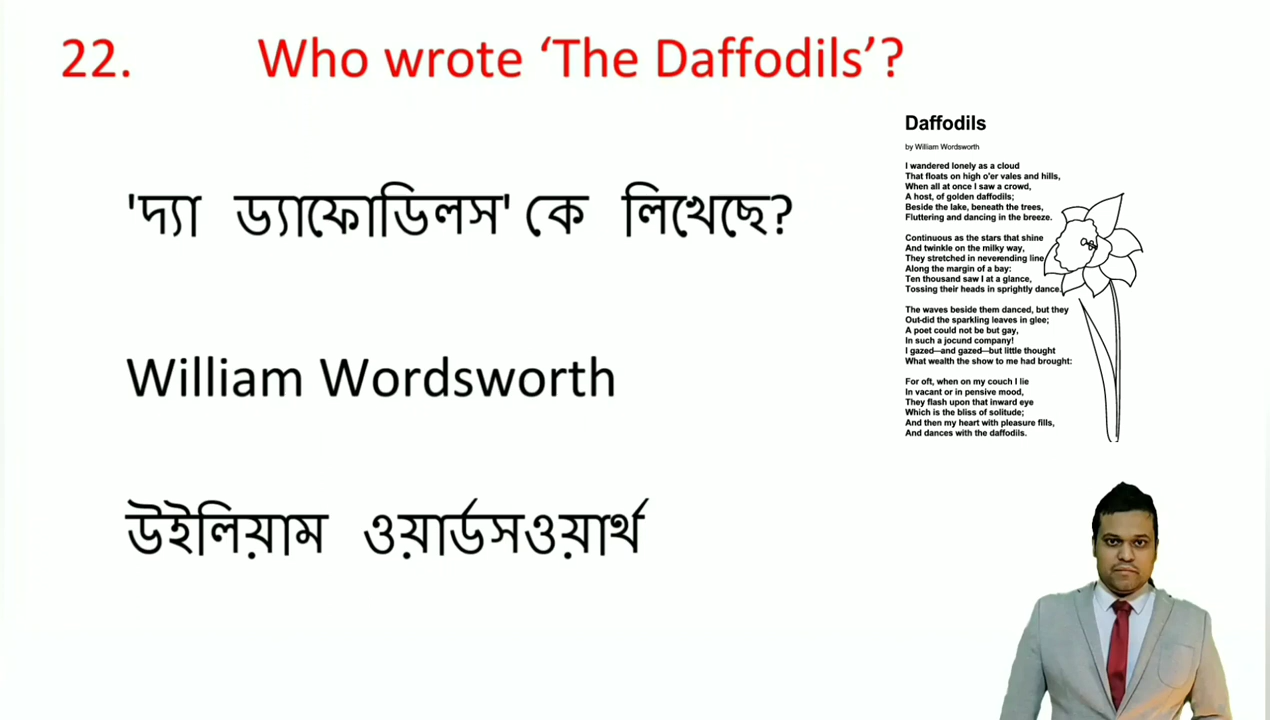 22. Who wrote ‘The Daffodils’?
'দ্যা ড্যাফোডিলস' কে লিখেছে?
William Wordsworth
উইলিয়াম ওয়ার্ডসওয়ার্থ
Daffodils
by William Wordsworth
I wandered lonely as a cloud
That floats on high o'er vales and hills,
When all at once I saw a crowd,
A host, of golden daffodils;
Beside the lake, beneath the trees,
Fluttering and dancing in the breeze.
Continuous as the stars that shine
And twinkle on the milky way,
They stretched in neverending line
Along the margin of a bay:
Ten thousand saw I at a glance,
Tossing their heads in sprightly dance.
The waves beside them danced, but they
Out-did the sparkling leaves in glee;
A poet could not be but gay,
In such a jocund company!
I gazed—and gazed—but little thought
What wealth the show to me had brought:
For oft, when on my couch I lie
In vacant or in pensive mood,
They flash upon that inward eye
Which is the bliss of solitude;
And then my heart with pleasure fills,
And dances with the daffodils.